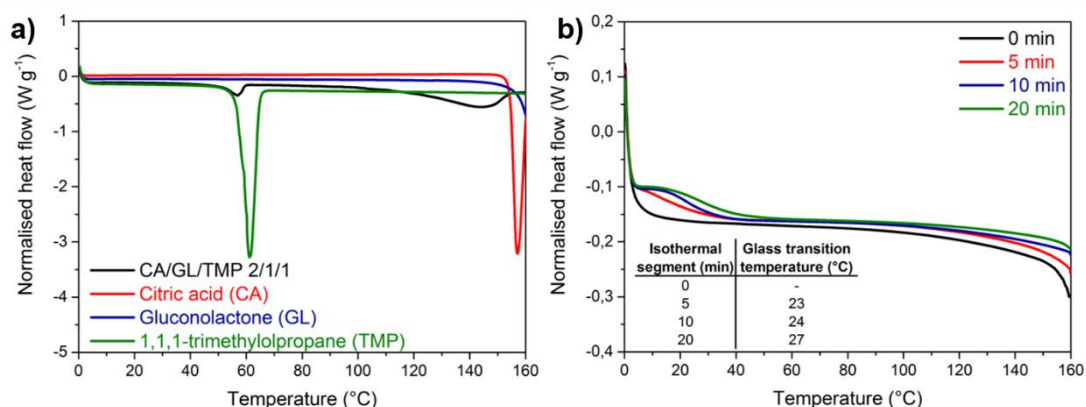 a)
Normalised heat flow (W g⁻¹)
1
0
-1
-2
-3
-4
-5
CA/GL/TMP 2/1/1
Citric acid (CA)
Gluconolactone (GL)
1,1,1-trimethylolpropane (TMP)
0 20 40 60 80 100 120 140 160
Temperature (°C)
b)
Normalised heat flow (W g⁻¹)
0,2
0,1
0,0
-0,1
-0,2
-0,3
-0,4
0 min
5 min
10 min
20 min
Isothermal Glass transition
segment (min) temperature (°C)
0 -
5 23
10 24
20 27
0 20 40 60 80 100 120 140 160
Temperature (°C)